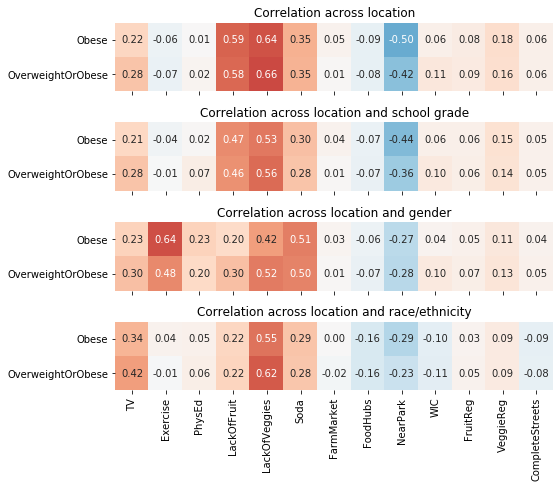 Correlation across location
Obese 0.22 -0.06 0.01 0.59 0.64 0.35 0.05 -0.09 -0.50 0.06 0.08 0.18 0.06
OverweightOrObese 0.28 -0.07 0.02 0.58 0.66 0.35 0.01 -0.08 -0.42 0.11 0.09 0.16 0.06
Correlation across location and school grade
Obese 0.21 -0.04 0.02 0.47 0.53 0.30 0.04 -0.07 -0.44 0.06 0.06 0.15 0.05
OverweightOrObese 0.28 -0.01 0.07 0.46 0.56 0.28 0.01 -0.07 -0.36 0.10 0.06 0.14 0.05
Correlation across location and gender
Obese 0.23 0.64 0.23 0.20 0.42 0.51 0.03 -0.06 -0.27 0.04 0.05 0.11 0.04
OverweightOrObese 0.30 0.48 0.20 0.30 0.52 0.50 0.01 -0.07 -0.28 0.10 0.07 0.13 0.05
Correlation across location and race/ethnicity
Obese 0.34 0.04 0.05 0.22 0.55 0.29 0.00 -0.16 -0.29 -0.10 0.03 0.09 -0.09
OverweightOrObese 0.42 -0.01 0.06 0.22 0.62 0.28 -0.02 -0.16 -0.23 -0.11 0.05 0.09 -0.08
TV
Exercise
PhysEd
LackOfFruit
LackOfVeggies
Soda
FarmMarket
FoodHubs
NearPark
WIC
FruitReg
VeggieReg
CompleteStreets